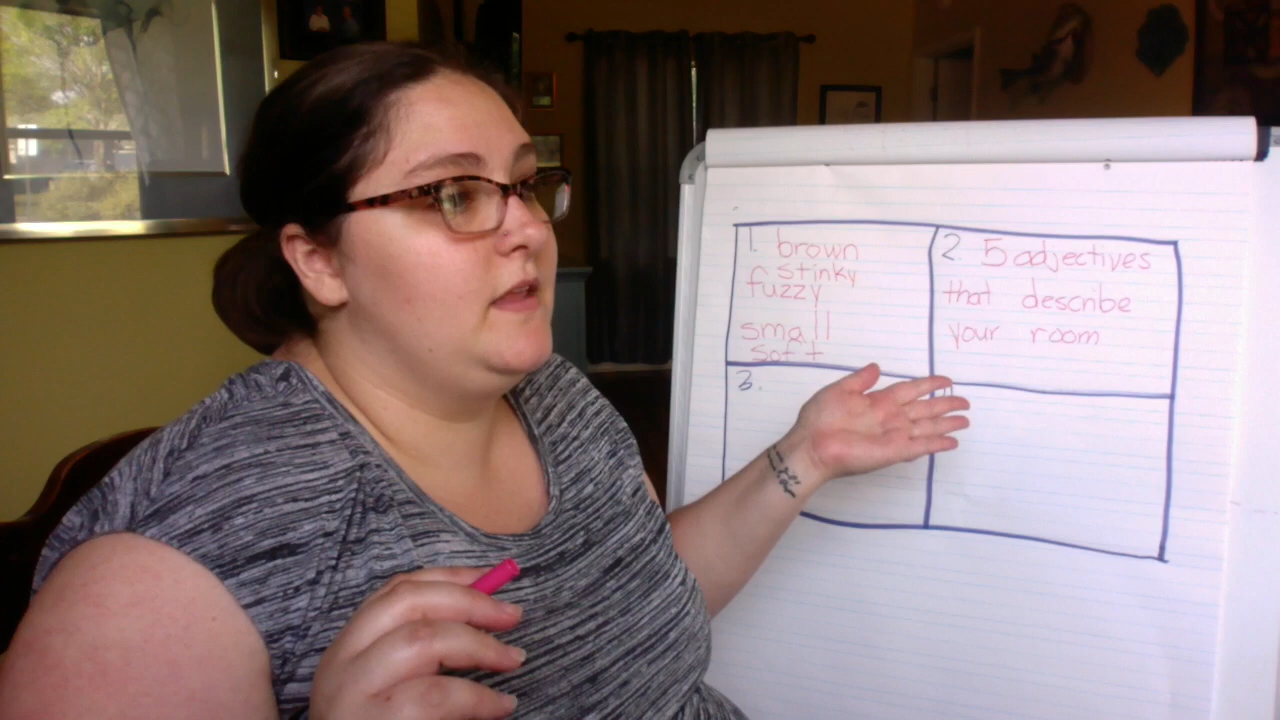 1. brown
stinky
fuzzy
small
soft
2. 5 adjectives
that describe
your room
3.